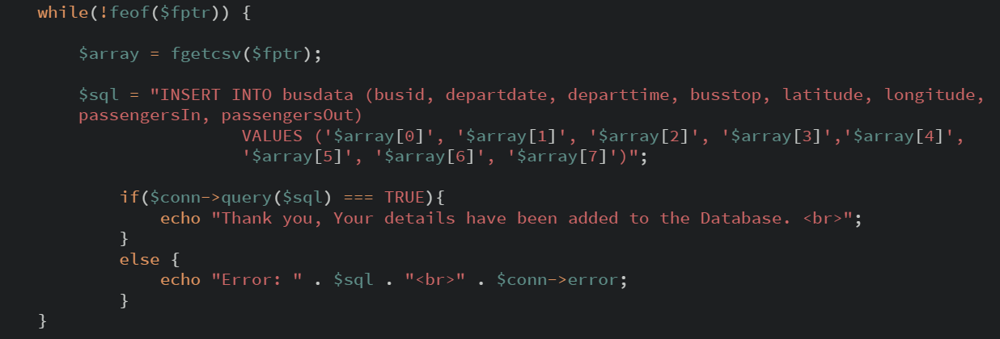 while(!feof($fptr)) {
$array = fgetcsv($fptr);
$sql = "INSERT INTO busdata (busid, departdate, departtime, busstop, latitude, longitude,
passengersIn, passengersOut)
VALUES ('$array[0]', '$array[1]', '$array[2]', '$array[3]','$array[4]',
'$array[5]', '$array[6]', '$array[7]')";
if($conn->query($sql) === TRUE){
echo "Thank you, Your details have been added to the Database. <br>";
}
else {
echo "Error: " . $sql . "<br>" . $conn->error;
}
}